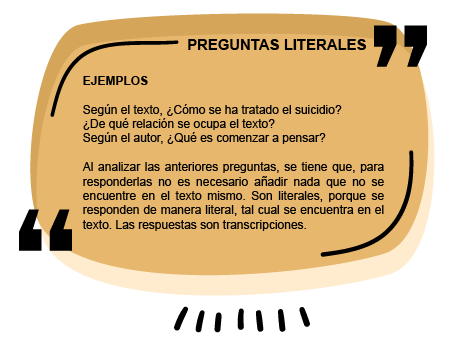 PREGUNTAS LITERALES
EJEMPLOS
Según el texto, ¿Cómo se ha tratado el suicidio?
¿De qué relación se ocupa el texto?
Según el autor, ¿Qué es comenzar a pensar?
Al analizar las anteriores preguntas, se tiene que, para
responderlas no es necesario añadir nada que no se
encuentre en el texto mismo. Son literales, porque se
responden de manera literal, tal cual se encuentra en el
texto. Las respuestas son transcripciones.